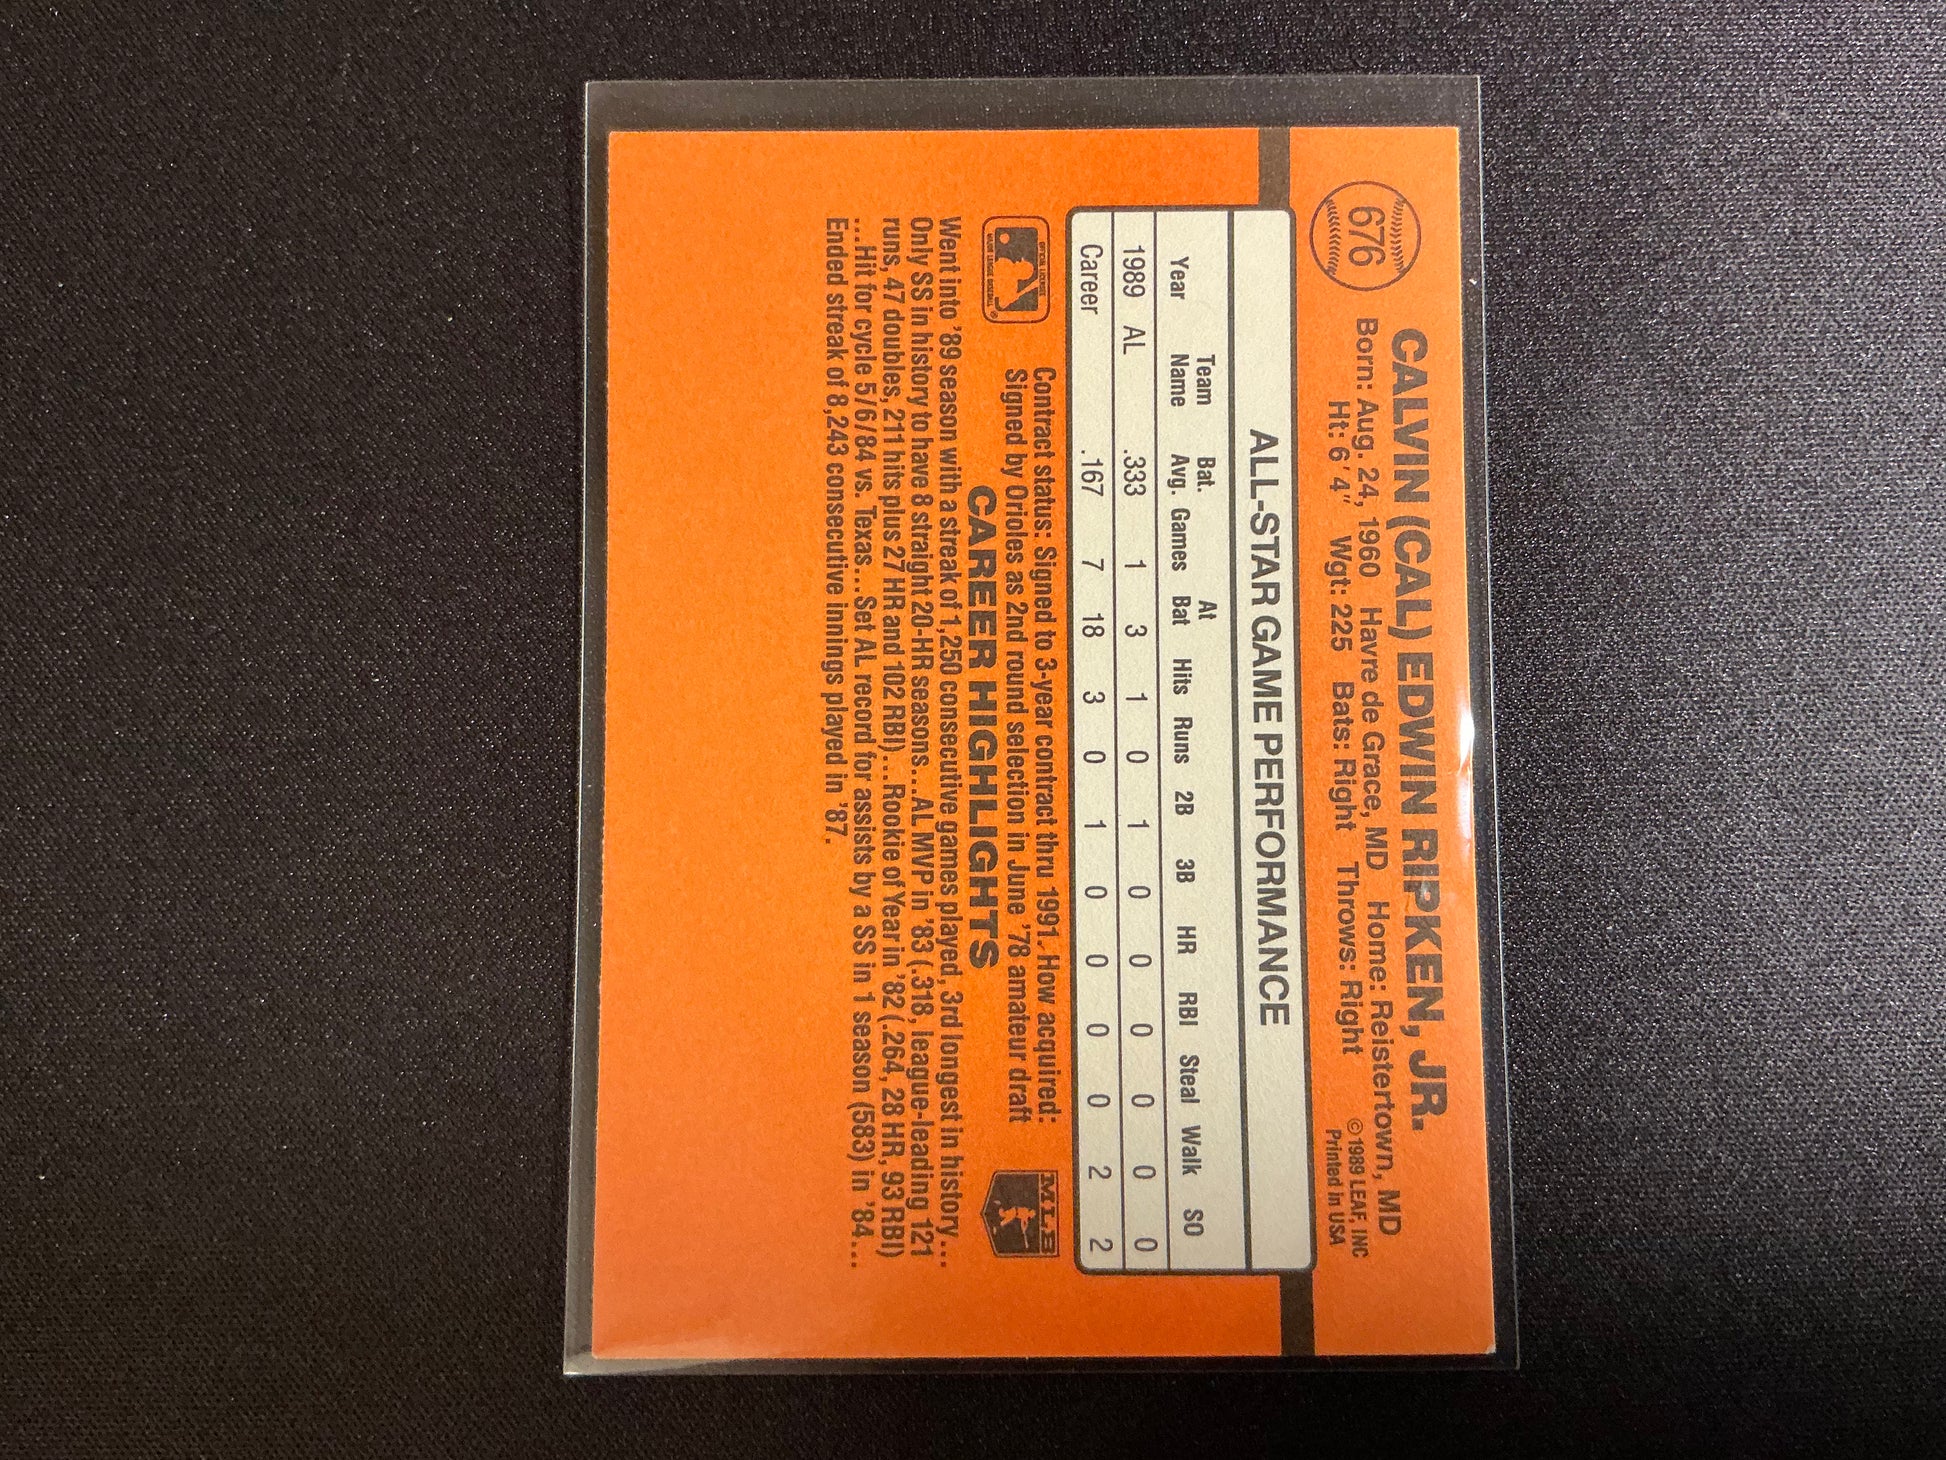 676
CALVIN (CAL) EDWIN RIPKEN, JR.
Born: Aug. 24, 1960 Havre de Grace, MD Home: Reistertown, MD
Ht: 6' 4" Wgt: 225 Bats: Right Throws: Right
©1989 LEAF, INC
Printed in USA
ALL-STAR GAME PERFORMANCE
Year Team Name Bat. Avg. Games At Bat Hits Runs 2B 3B HR RBI Steal Walk SO
1989 AL .333 1 3 1 0 1 0 0 0 0 0 0
Career .167 7 18 3 0 1 0 0 0 0 2 2
OFFICIAL LICENSEE
MAJOR LEAGUE BASEBALL
®
Contract status: Signed to 3-year contract thru 1991. How acquired:
Signed by Orioles as 2nd round selection in June '78 amateur draft
MLB
CAREER HIGHLIGHTS
Went into '89 season with a streak of 1,250 consecutive games played, 3rd longest in history...
Only SS in history to have 8 straight 20-HR seasons...AL MVP in '83 (.318, league-leading 121
runs, 47 doubles, 211 hits plus 27 HR and 102 RBI)...Rookie of Year in '82 (.264, 28 HR, 93 RBI)
...Hit for cycle 5/6/84 vs. Texas...Set AL record for assists by a SS in 1 season (583) in '84...
Ended streak of 8,243 consecutive innings played in '87.